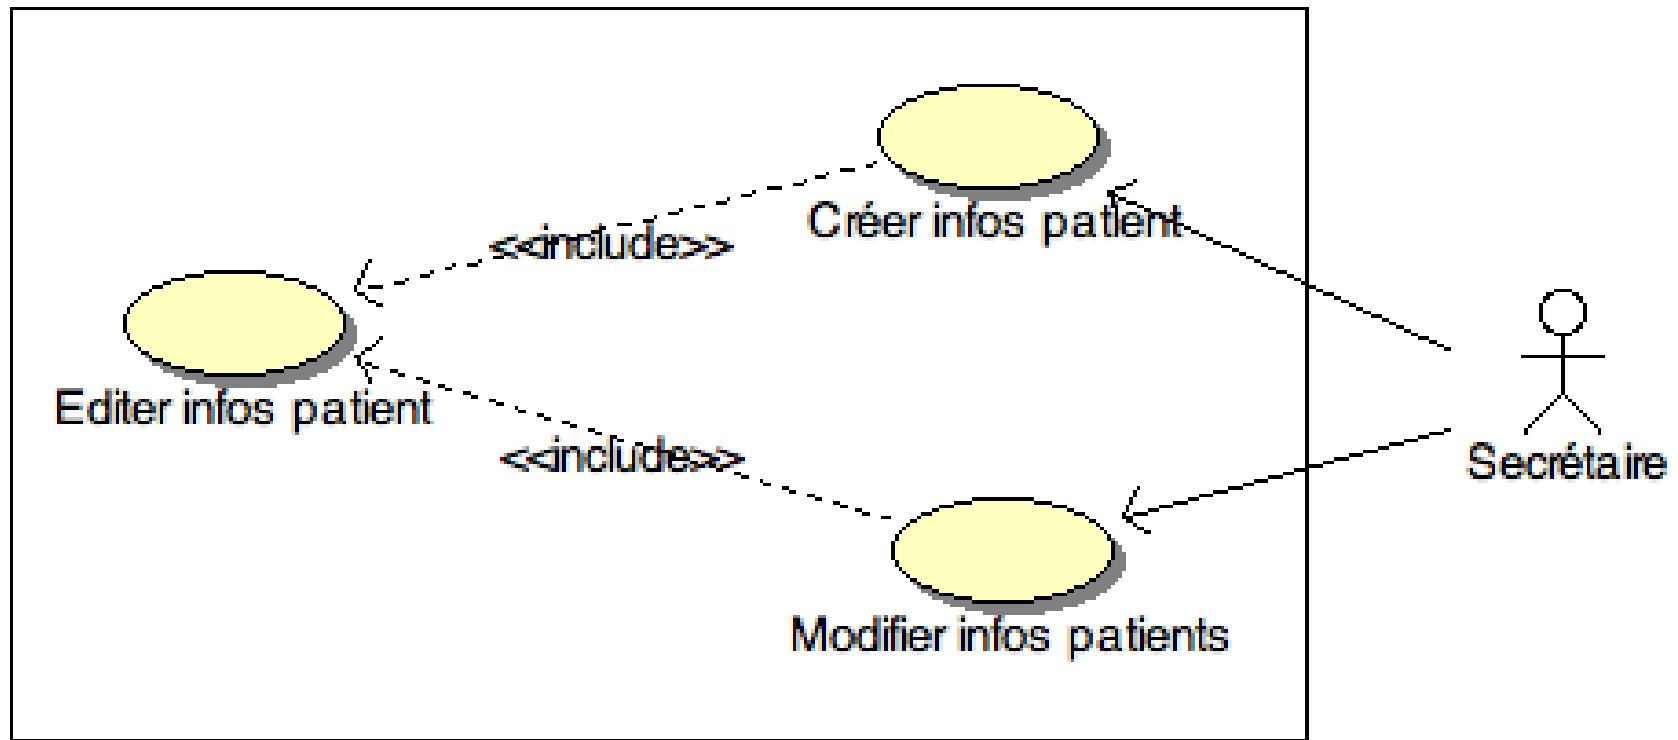 Créer infos patient
<<include>>
Editer infos patient
<<include>>
Secrétaire
Modifier infos patients